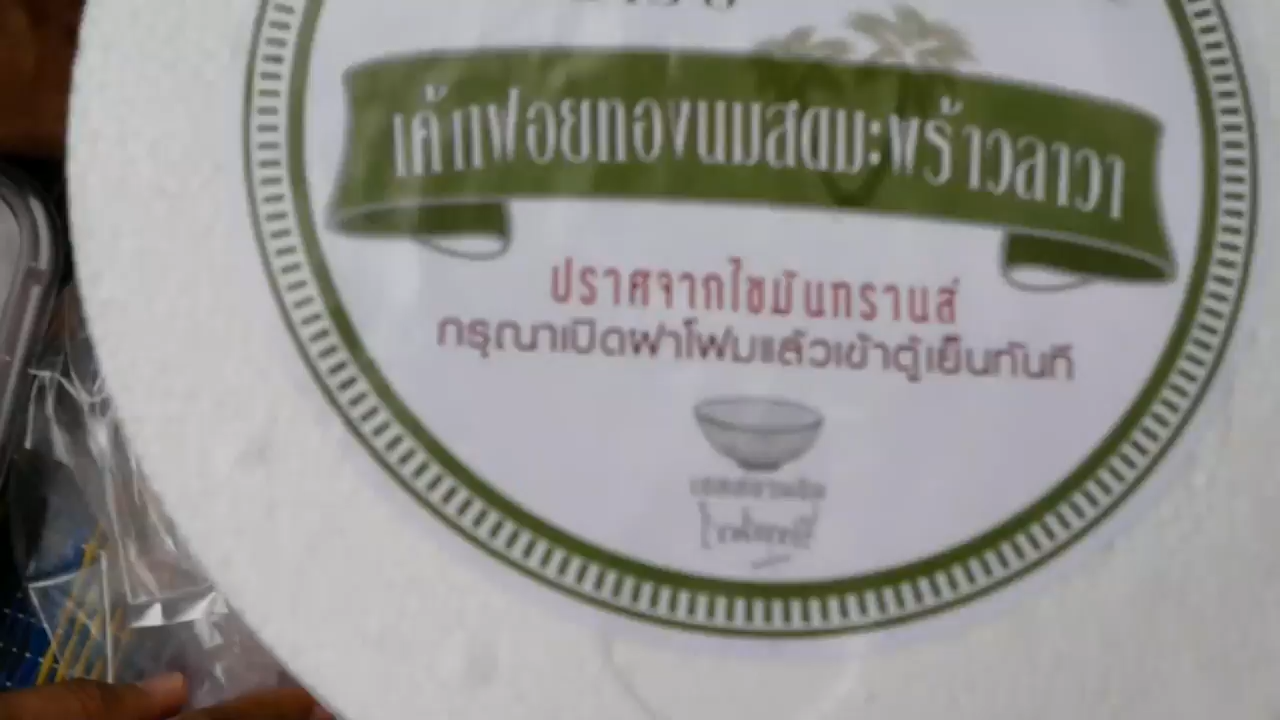 เค้กฝอยทองนมสดมะพร้าวลาวา
ปราศจากไขมันทรานส์
กรุณาเปิดฝาโฟมแล้วเข้าตู้เย็นทันที